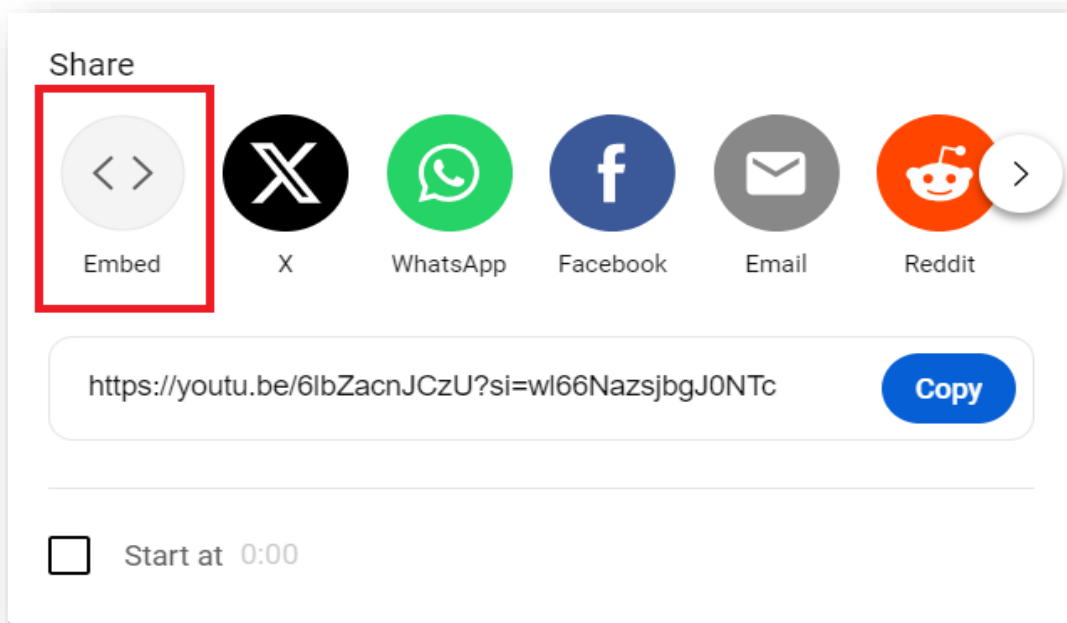 Share
Embed X WhatsApp Facebook Email Reddit
https://youtu.be/6lbZacnJCzU?si=wl66NazsjbgJ0NTc Copy
Start at 0:00